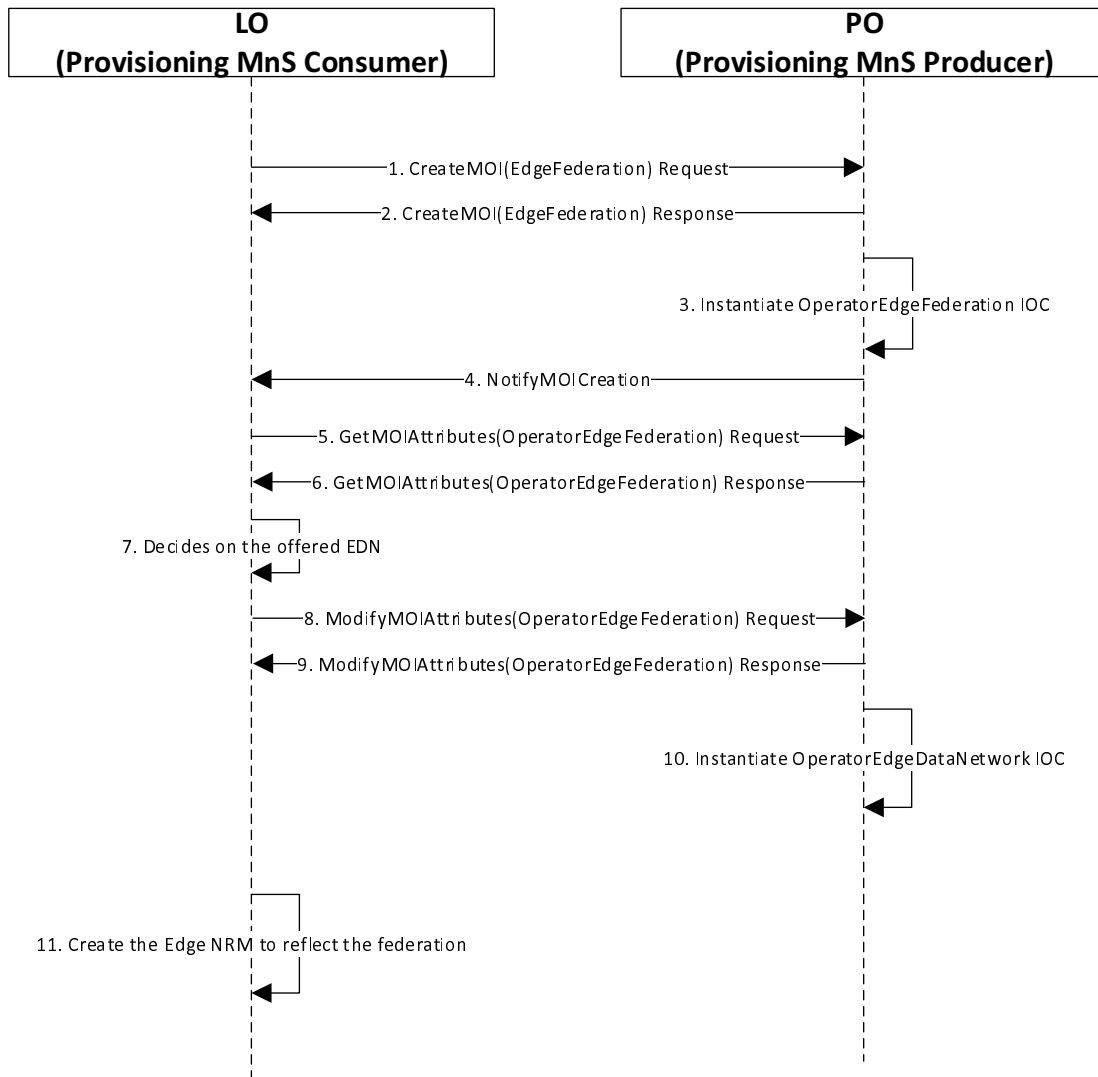 LO
(Provisioning MnS Consumer)
PO
(Provisioning MnS Producer)
1. CreateMOI(EdgeFederation) Request
2. CreateMOI(EdgeFederation) Response
3. Instantiate OperatorEdgeFederation IOC
4. NotifyMOICreation
5. GetMOIAttributes(OperatorEdgeFederation) Request
6. GetMOIAttributes(OperatorEdgeFederation) Response
7. Decides on the offered EDN
8. ModifyMOIAttributes(OperatorEdgeFederation) Request
9. ModifyMOIAttributes(OperatorEdgeFederation) Response
10. Instantiate OperatorEdgeDataNetwork IOC
11. Create the Edge NRM to reflect the federation